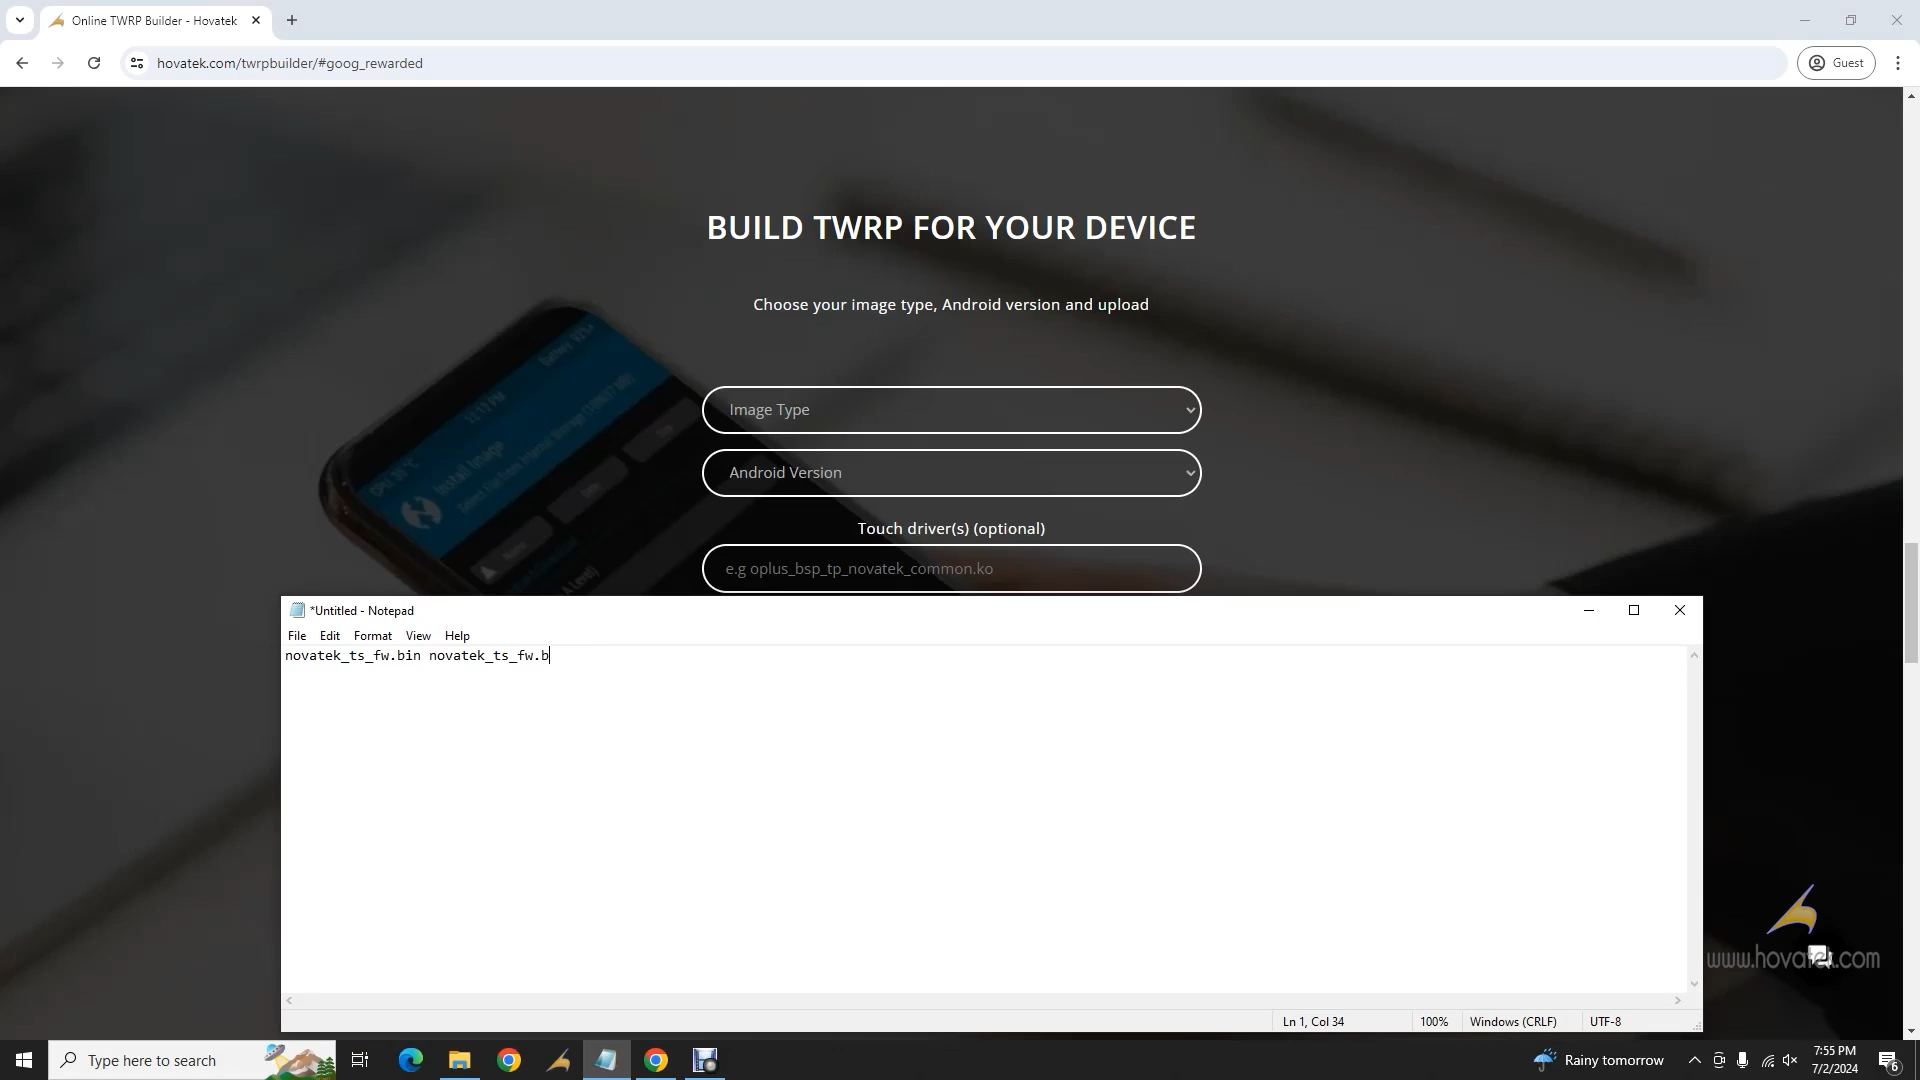 Online TWRP Builder - Hovatek
hovatek.com/twrpbuilder/#goog_rewarded
Guest
BUILD TWRP FOR YOUR DEVICE
Choose your image type, Android version and upload
Image Type
Android Version
Touch driver(s) (optional)
e.g oplus_bsp_tp_novatek_common.ko
Install Image
*Untitled - Notepad
File Edit Format View Help
novatek_ts_fw.bin novatek_ts_fw.b
www.hovatek.com
Ln 1, Col 34
100%
Windows (CRLF)
UTF-8
Type here to search
Rainy tomorrow
7:55 PM
7/2/2024
6